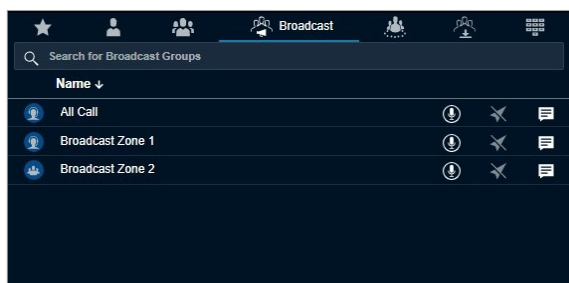 Broadcast
Search for Broadcast Groups
Name ↓
All Call
Broadcast Zone 1
Broadcast Zone 2